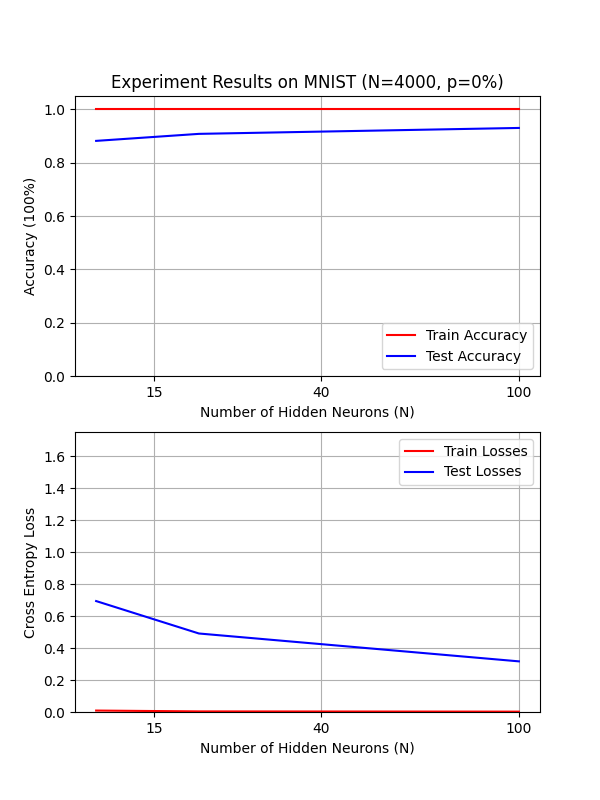 Experiment Results on MNIST (N=4000, p=0%)
1.0
0.8
0.6
0.4
0.2
0.0
Accuracy (100%)
Train Accuracy
Test Accuracy
15 40 100
Number of Hidden Neurons (N)
Train Losses
Test Losses
1.6
1.4
1.2
1.0
0.8
0.6
0.4
0.2
0.0
Cross Entropy Loss
15 40 100
Number of Hidden Neurons (N)